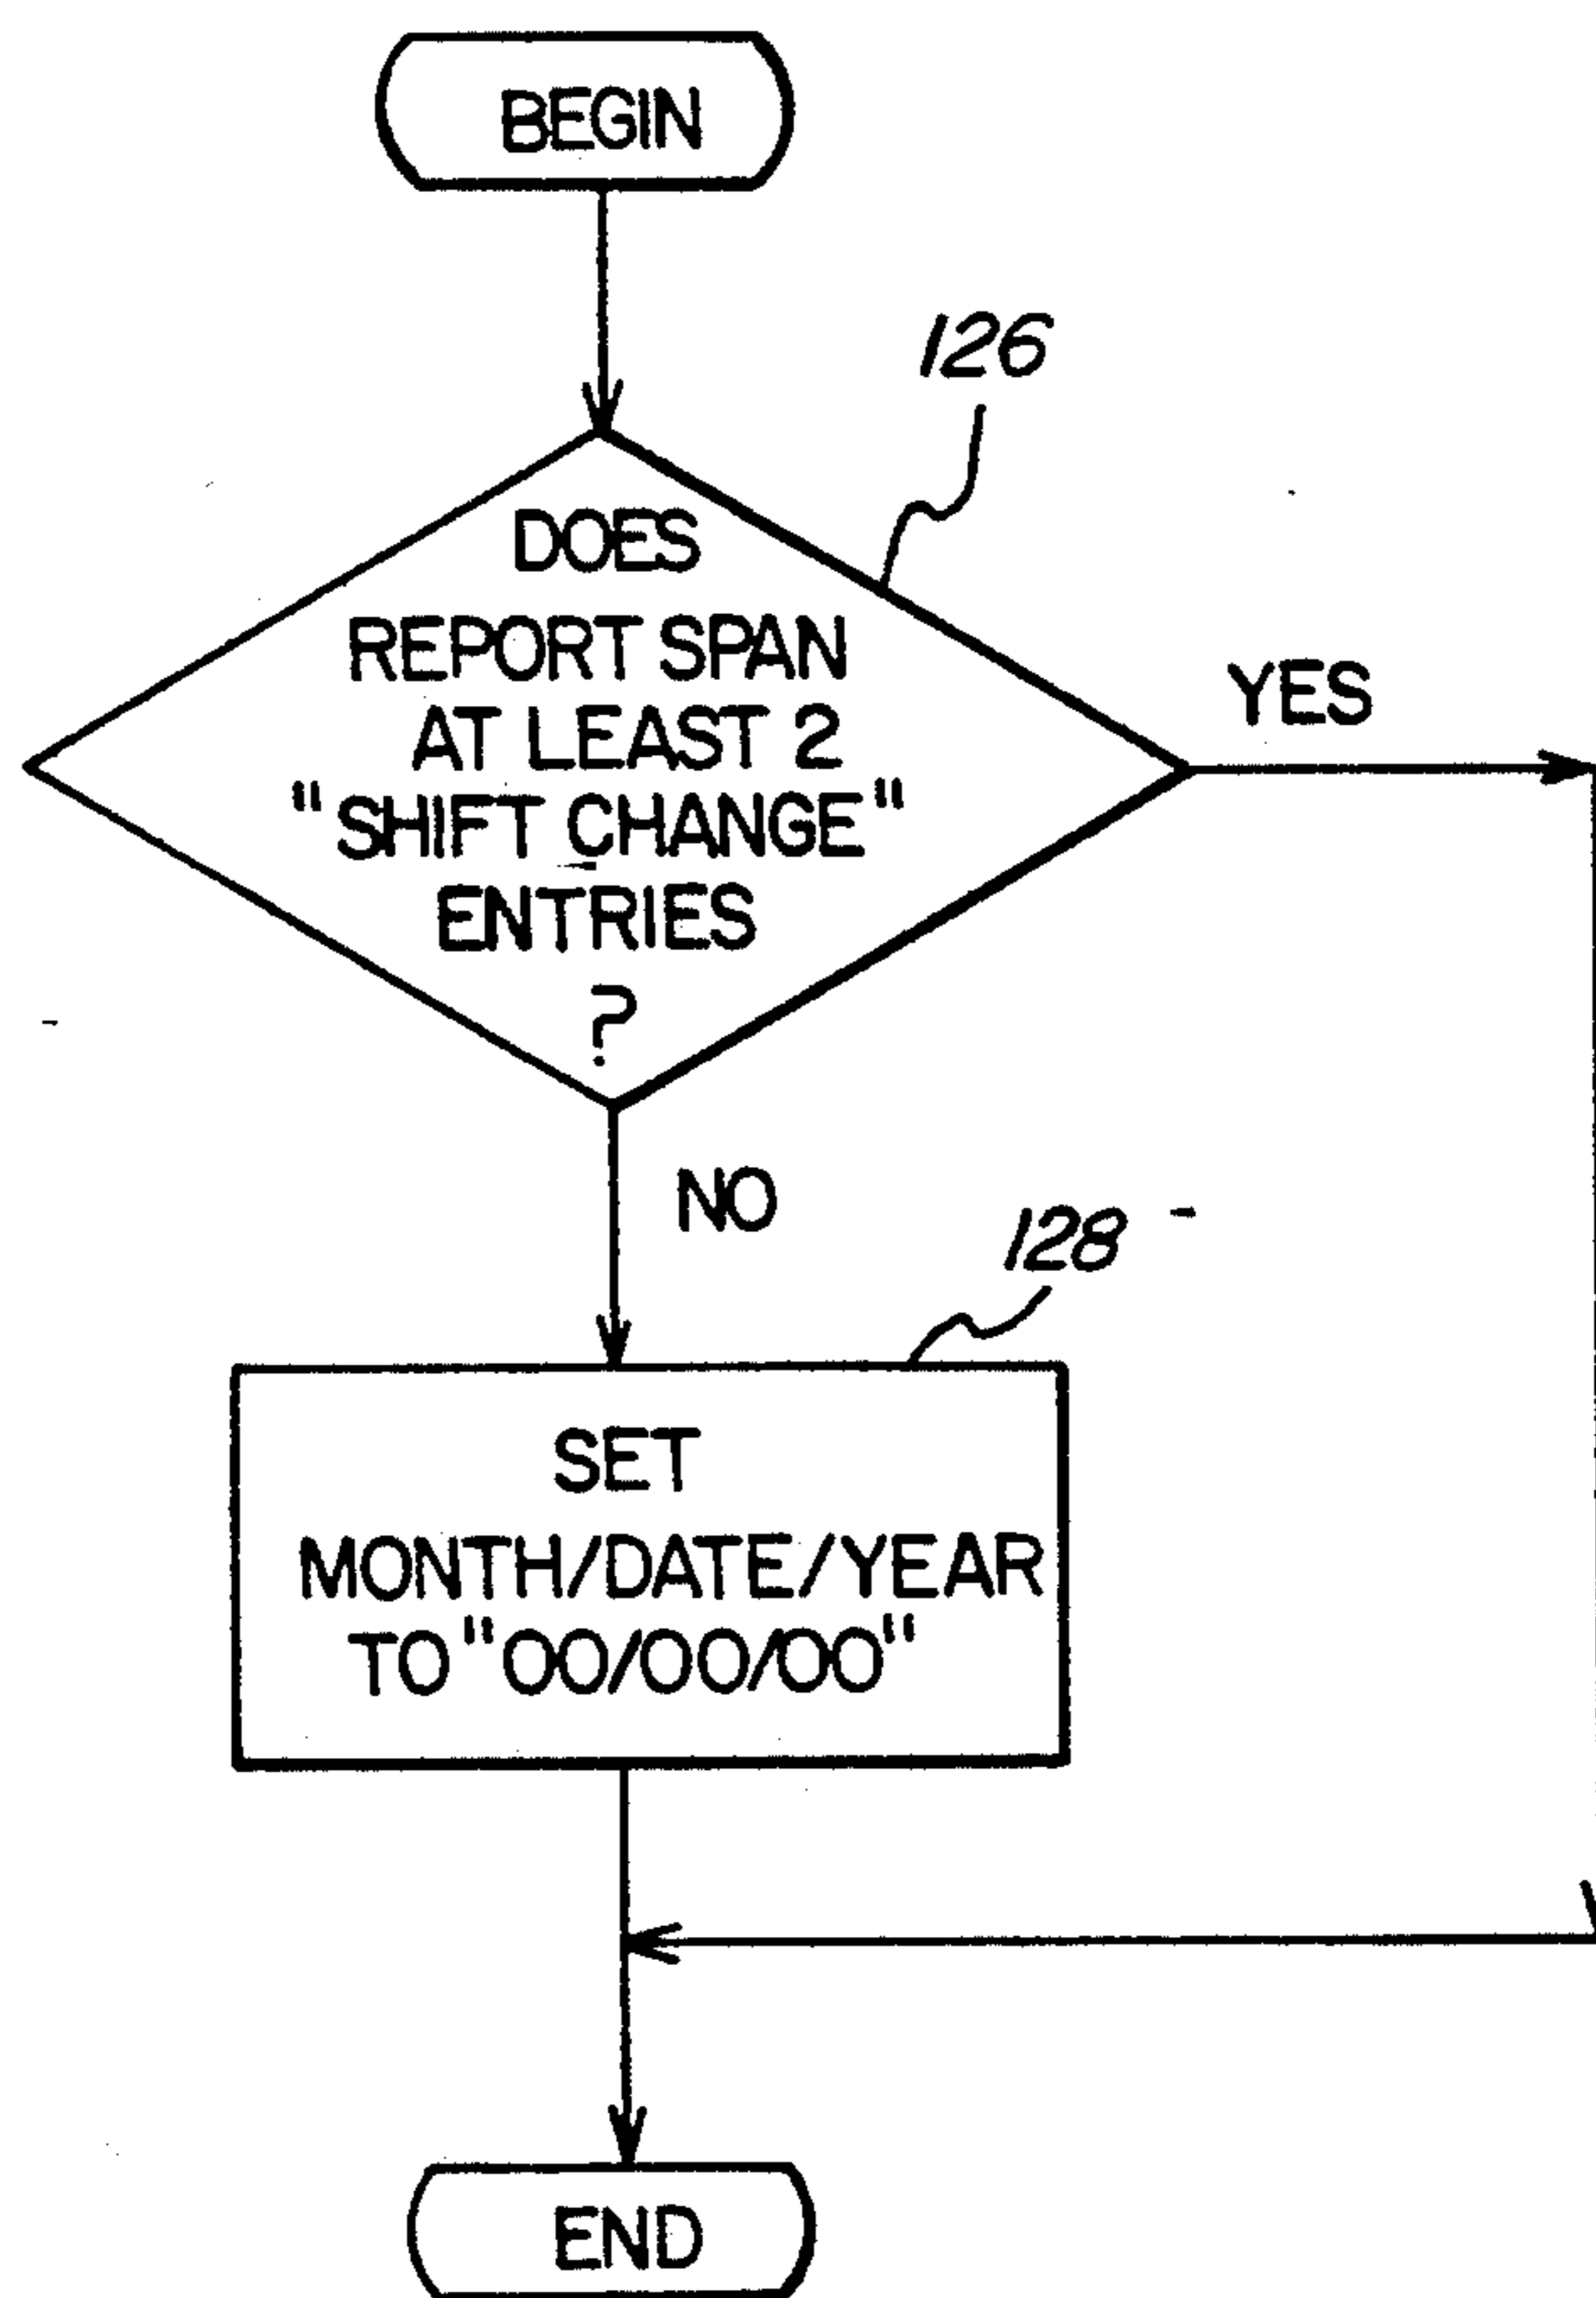 BEGIN
126
DOES
REPORT SPAN
AT LEAST 2
"SHIFT CHANGE"
ENTRIES
?
YES
NO
128
SET
MONTH/DATE/YEAR
TO "00/00/00"
END